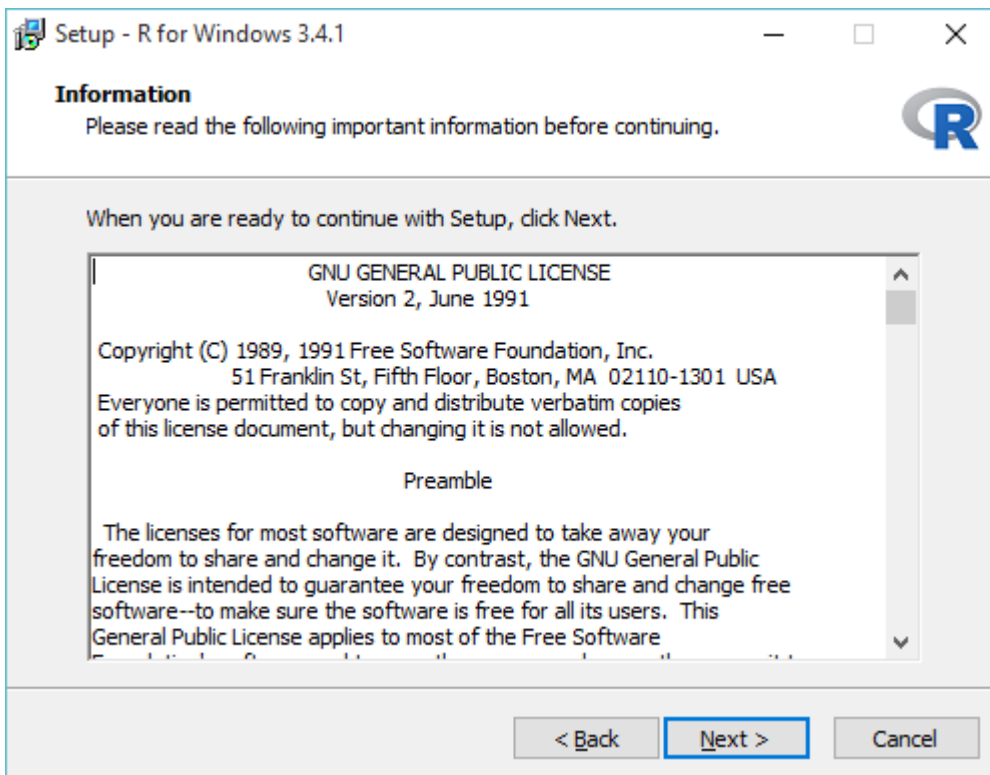 Setup - R for Windows 3.4.1
Information
Please read the following important information before continuing.
R
When you are ready to continue with Setup, click Next.
GNU GENERAL PUBLIC LICENSE
Version 2, June 1991
Copyright (C) 1989, 1991 Free Software Foundation, Inc.
51 Franklin St, Fifth Floor, Boston, MA  02110-1301  USA
Everyone is permitted to copy and distribute verbatim copies
of this license document, but changing it is not allowed.
Preamble
The licenses for most software are designed to take away your
freedom to share and change it.  By contrast, the GNU General Public
License is intended to guarantee your freedom to share and change free
software--to make sure the software is free for all its users.  This
General Public License applies to most of the Free Software
< Back
Next >
Cancel